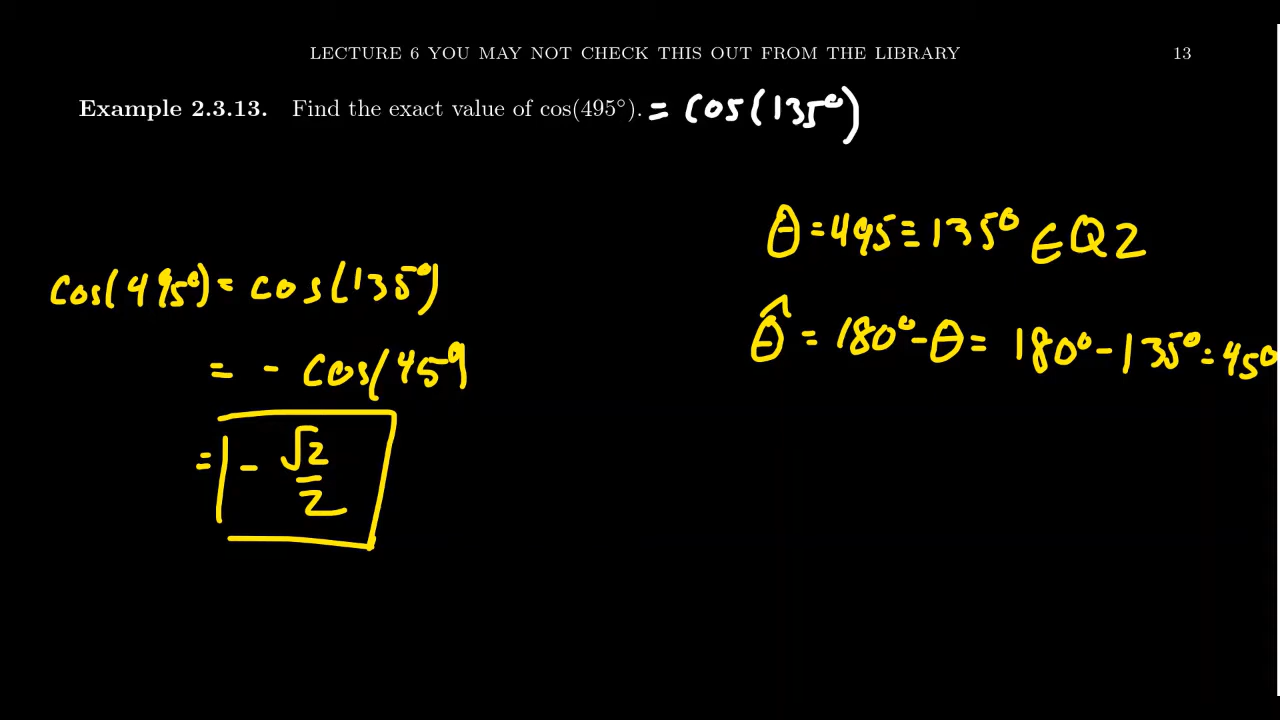 LECTURE 6 YOU MAY NOT CHECK THIS OUT FROM THE LIBRARY 13
Example 2.3.13. Find the exact value of cos(495°). = cos(135°)
θ = 495 ≡ 135° ∈ Q2
cos(495°) = cos(135°)
θ̂ = 180° - θ = 180° - 135° = 45°
= - cos(45°)
= - √2/2